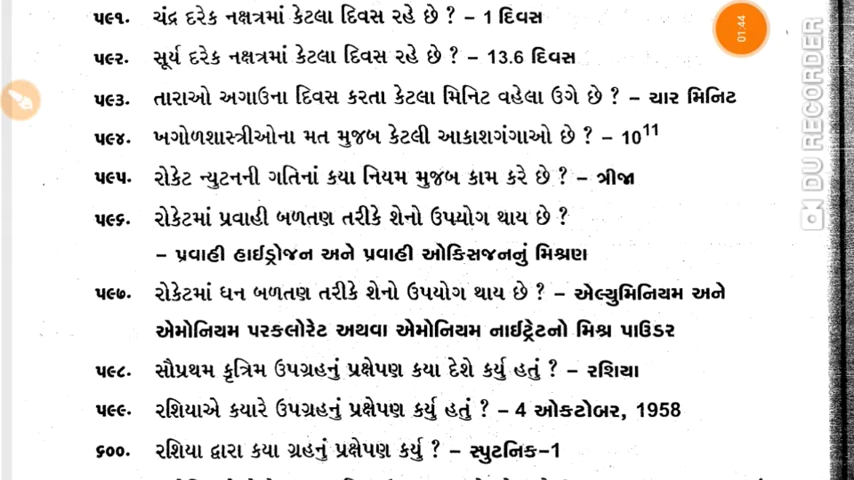 ૫૯૧. ચંદ્ર દરેક નક્ષત્રમાં કેટલા દિવસ રહે છે ? – 1 દિવસ
૫૯૨. સૂર્ય દરેક નક્ષત્રમાં કેટલા દિવસ રહે છે ? – 13.6 દિવસ
૫૯૩. તારાઓ અગાઉના દિવસ કરતા કેટલા મિનિટ વહેલા ઉગે છે ? – ચાર મિનિટ
૫૯૪. ખગોળશાસ્ત્રીઓના મત મુજબ કેટલી આકાશગંગાઓ છે ? – 10¹¹
૫૯૫. રોકેટ ન્યુટનની ગતિનાં કયા નિયમ મુજબ કામ કરે છે ? – ત્રીજા
૫૯૬. રોકેટમાં પ્રવાહી બળતણ તરીકે શેનો ઉપયોગ થાય છે ?
– પ્રવાહી હાઈડ્રોજન અને પ્રવાહી ઓકિસજનનું મિશ્રણ
૫૯૭. રોકેટમાં ઘન બળતણ તરીકે શેનો ઉપયોગ થાય છે ? – એલ્યુમિનિયમ અને
એમોનિયમ પરકલોરેટ અથવા એમોનિયમ નાઈટ્રેટનો મિશ્ર પાઉડર
૫૯૮. સૌપ્રથમ કૃત્રિમ ઉપગ્રહનું પ્રક્ષેપણ કયા દેશે કર્યુ હતું ? – રશિયા
૫૯૯. રશિયાએ કયારે ઉપગ્રહનું પ્રક્ષેપણ કર્યુ હતું ? – 4 ઓકટોબર, 1958
૬૦૦. રશિયા દ્વારા કયા ગ્રહનું પ્રક્ષેપણ કર્યુ ? – સ્પુટનિક–1
01:44
DU RECORDER